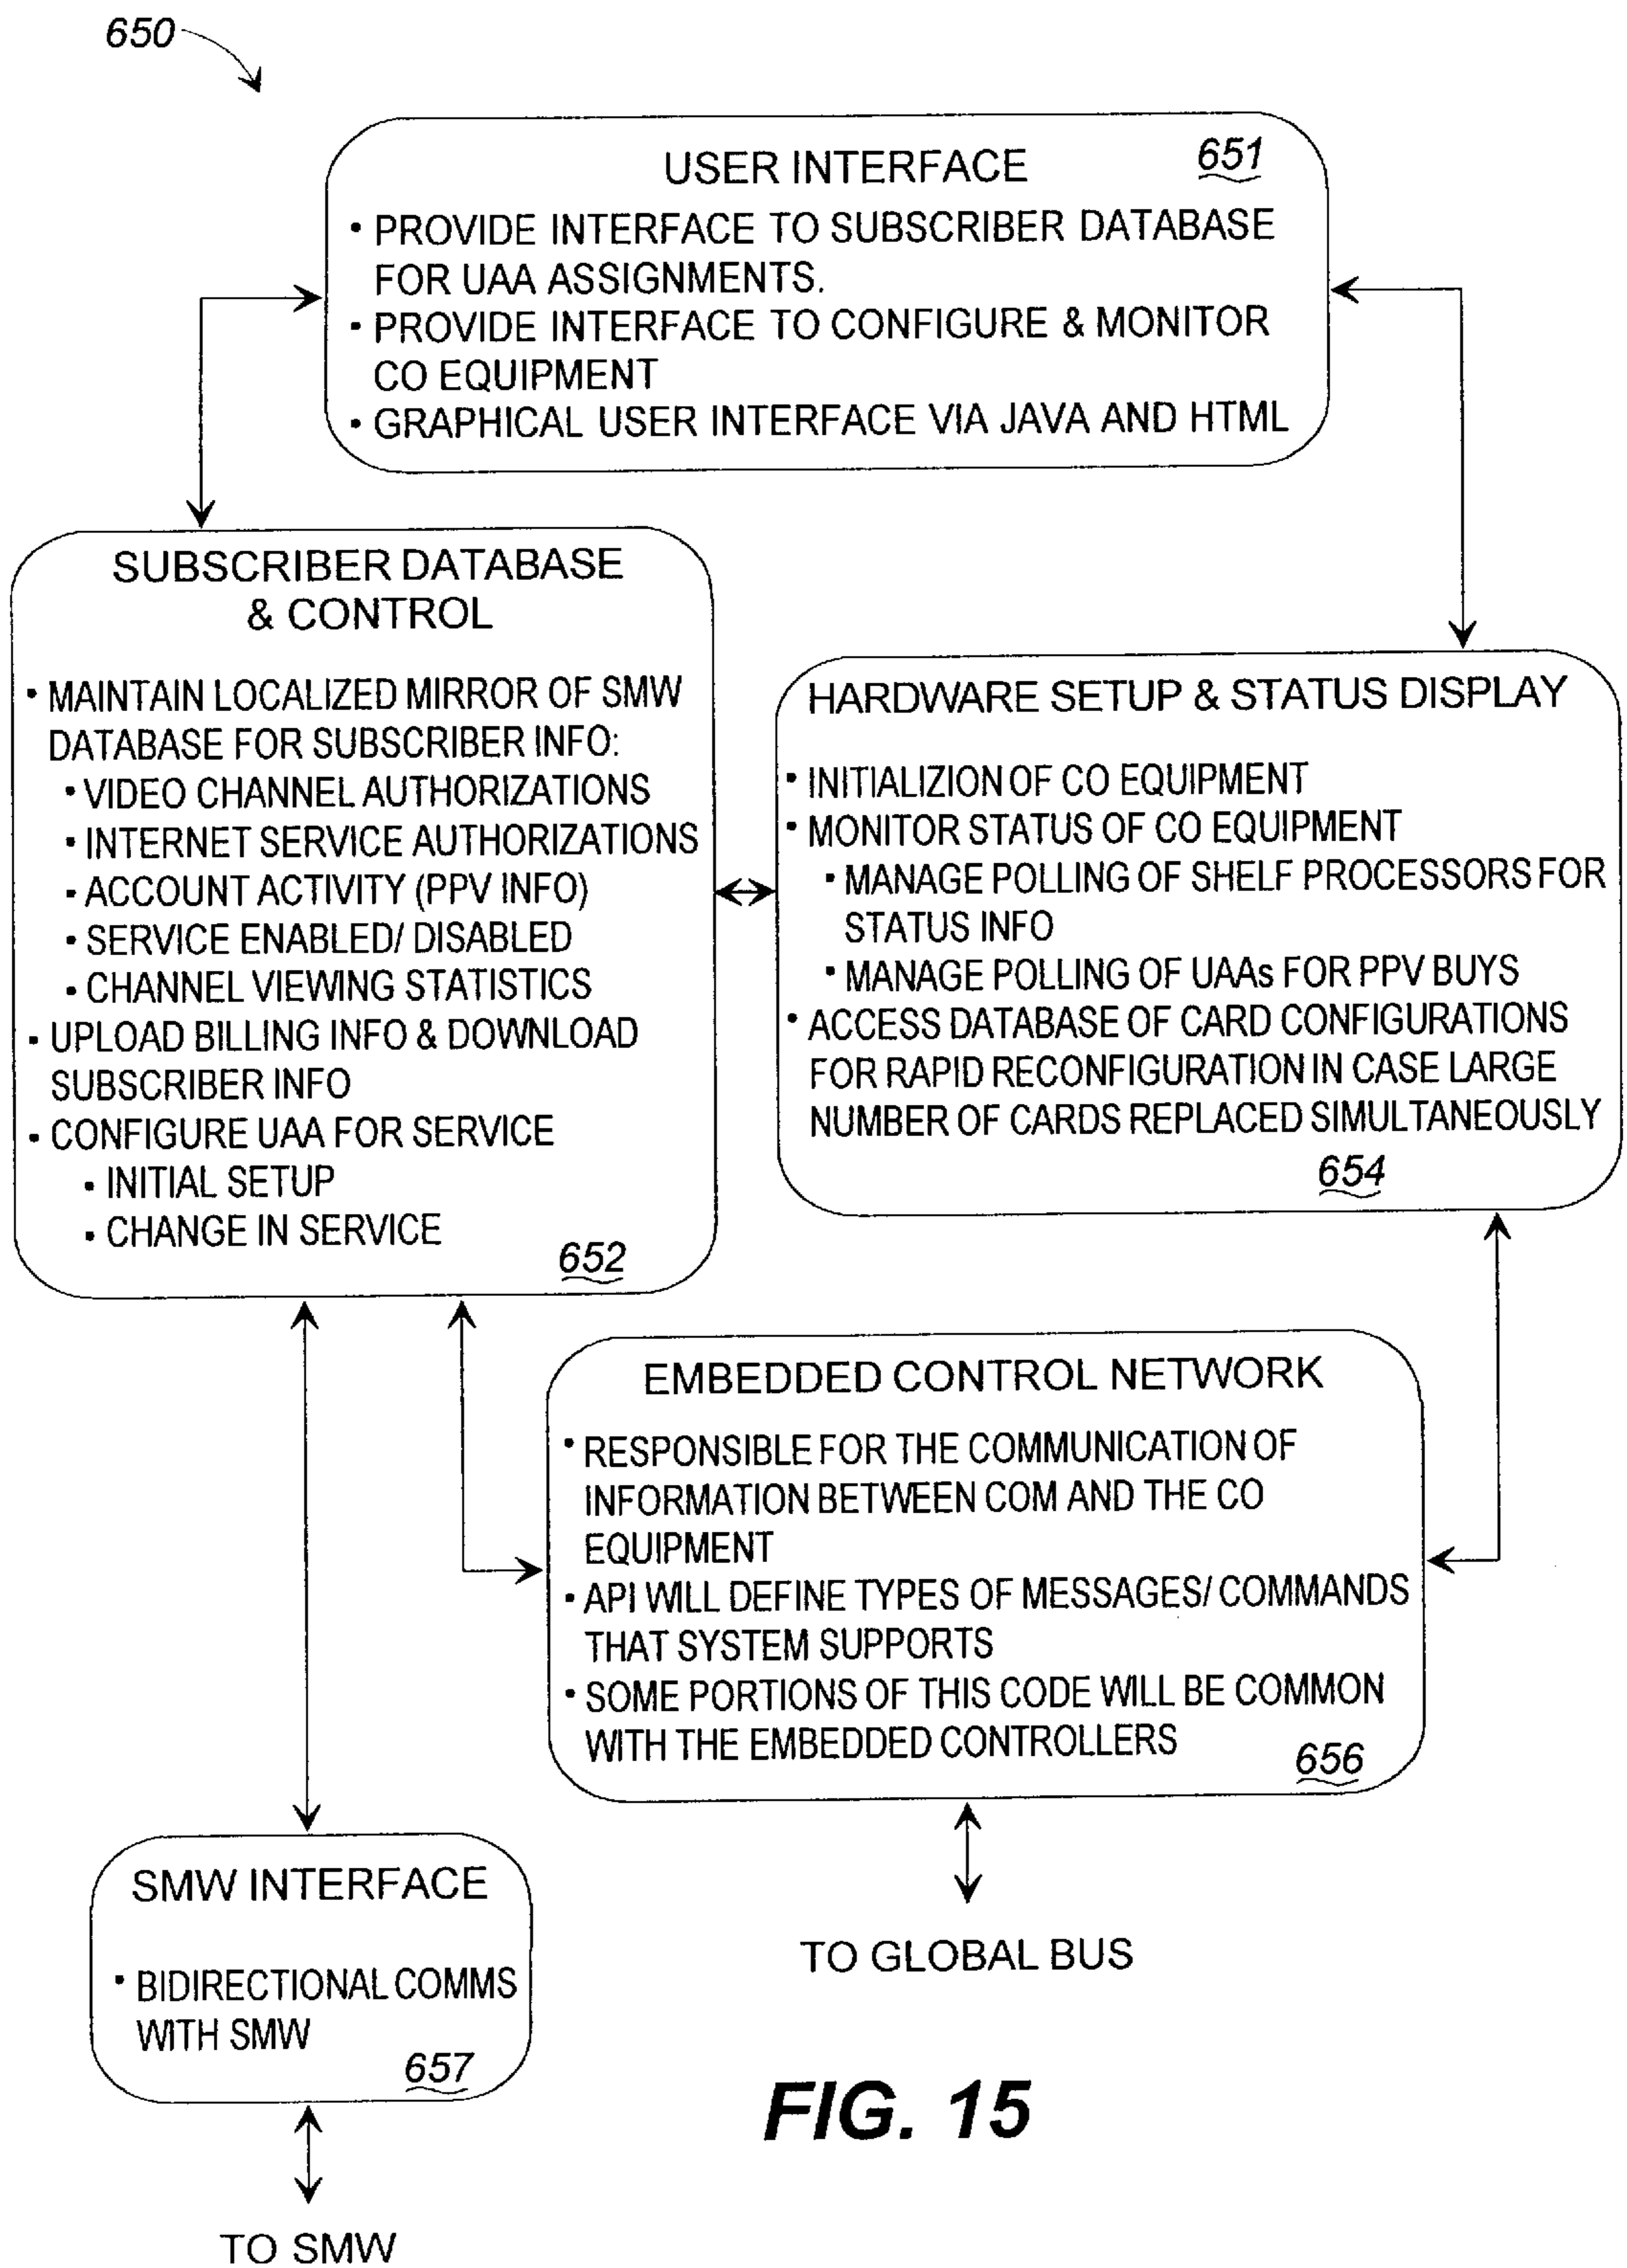 650
USER INTERFACE
651
· PROVIDE INTERFACE TO SUBSCRIBER DATABASE
FOR UAA ASSIGNMENTS.
· PROVIDE INTERFACE TO CONFIGURE & MONITOR
CO EQUIPMENT
· GRAPHICAL USER INTERFACE VIA JAVA AND HTML
SUBSCRIBER DATABASE
& CONTROL
· MAINTAIN LOCALIZED MIRROR OF SMW
DATABASE FOR SUBSCRIBER INFO:
· VIDEO CHANNEL AUTHORIZATIONS
· INTERNET SERVICE AUTHORIZATIONS
· ACCOUNT ACTIVITY (PPV INFO)
· SERVICE ENABLED/ DISABLED
· CHANNEL VIEWING STATISTICS
· UPLOAD BILLING INFO & DOWNLOAD
SUBSCRIBER INFO
· CONFIGURE UAA FOR SERVICE
· INITIAL SETUP
· CHANGE IN SERVICE
652
HARDWARE SETUP & STATUS DISPLAY
· INITIALIZION OF CO EQUIPMENT
· MONITOR STATUS OF CO EQUIPMENT
· MANAGE POLLING OF SHELF PROCESSORS FOR
STATUS INFO
· MANAGE POLLING OF UAAs FOR PPV BUYS
· ACCESS DATABASE OF CARD CONFIGURATIONS
FOR RAPID RECONFIGURATION IN CASE LARGE
NUMBER OF CARDS REPLACED SIMULTANEOUSLY
654
EMBEDDED CONTROL NETWORK
· RESPONSIBLE FOR THE COMMUNICATION OF
INFORMATION BETWEEN COM AND THE CO
EQUIPMENT
· API WILL DEFINE TYPES OF MESSAGES/ COMMANDS
THAT SYSTEM SUPPORTS
· SOME PORTIONS OF THIS CODE WILL BE COMMON
WITH THE EMBEDDED CONTROLLERS
656
TO GLOBAL BUS
SMW INTERFACE
· BIDIRECTIONAL COMMS
WITH SMW
657
TO SMW
FIG. 15